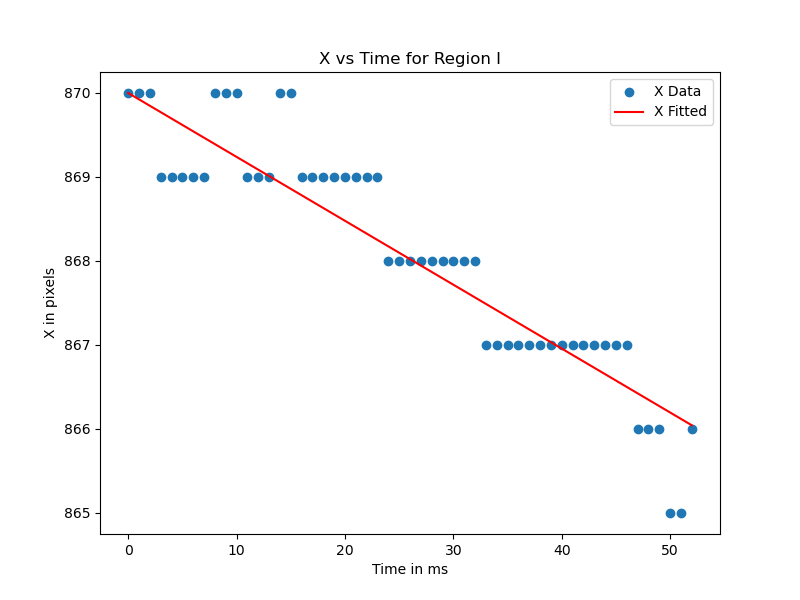 X vs Time for Region I
X Data
X Fitted
870
869
868
867
866
865
X in pixels
0 10 20 30 40 50
Time in ms